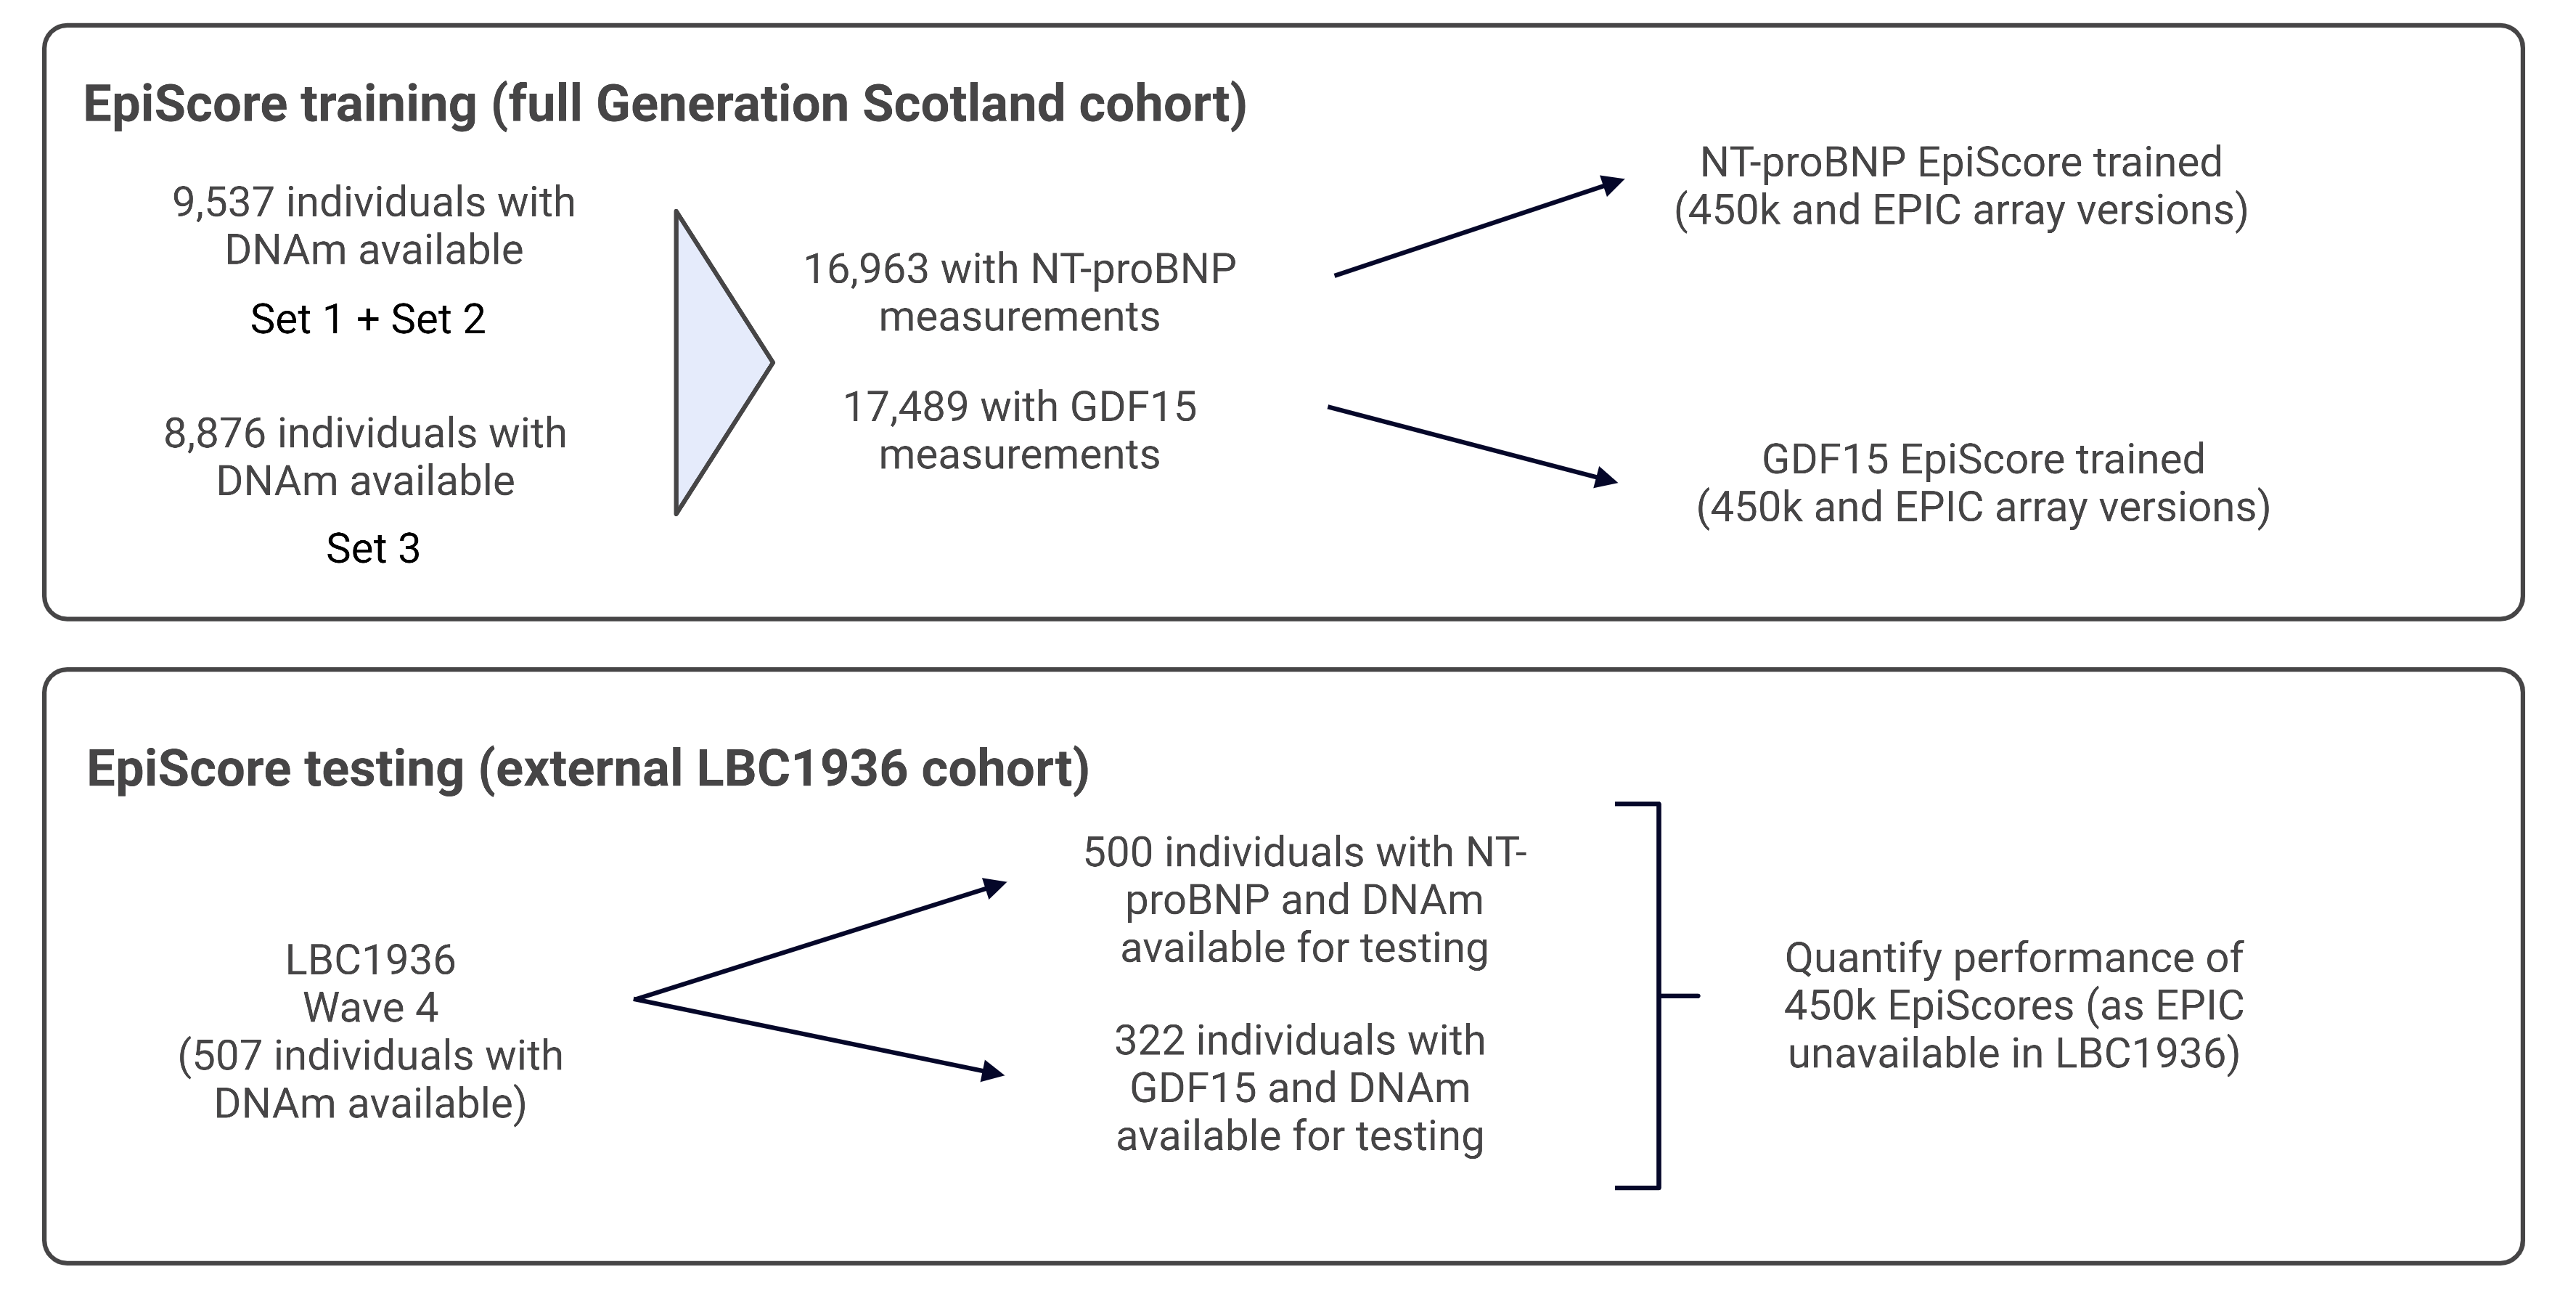 EpiScore training (full Generation Scotland cohort)
9,537 individuals with
DNAm available
Set 1 + Set 2
8,876 individuals with
DNAm available
Set 3
16,963 with NT-proBNP
measurements
17,489 with GDF15
measurements
NT-proBNP EpiScore trained
(450k and EPIC array versions)
GDF15 EpiScore trained
(450k and EPIC array versions)
EpiScore testing (external LBC1936 cohort)
LBC1936
Wave 4
(507 individuals with
DNAm available)
500 individuals with NT-
proBNP and DNAm
available for testing
322 individuals with
GDF15 and DNAm
available for testing
Quantify performance of
450k EpiScores (as EPIC
unavailable in LBC1936)